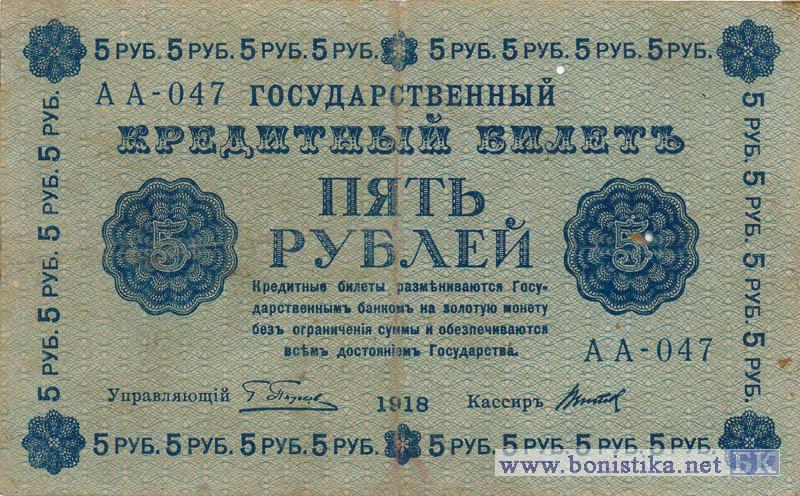 5 РУБ. 5 РУБ. 5 РУБ. 5 РУБ. 5 РУБ. 5 РУБ. 5 РУБ. 5 РУБ.
АА-047 ГОСУДАРСТВЕННЫЙ
КРЕДИТНЫЙ БИЛЕТЪ
5 ПЯТЬ 5
РУБЛЕЙ
Кредитные билеты размѣниваются Госу-
дарственнымъ банкомъ на золотую монету
безъ ограниченія суммы и обезпечиваются
всѣмъ достояніемъ Государства.
АА-047
Управляющій 1918 Кассиръ
5 РУБ. 5 РУБ. 5 РУБ. 5 РУБ. 5 РУБ. 5 РУБ. 5 РУБ. 5 РУБ.
5 РУБ. 5 РУБ. 5 РУБ. 5 РУБ.
5 РУБ. 5 РУБ. 5 РУБ. 5 РУБ.
www.bonistika.net БК